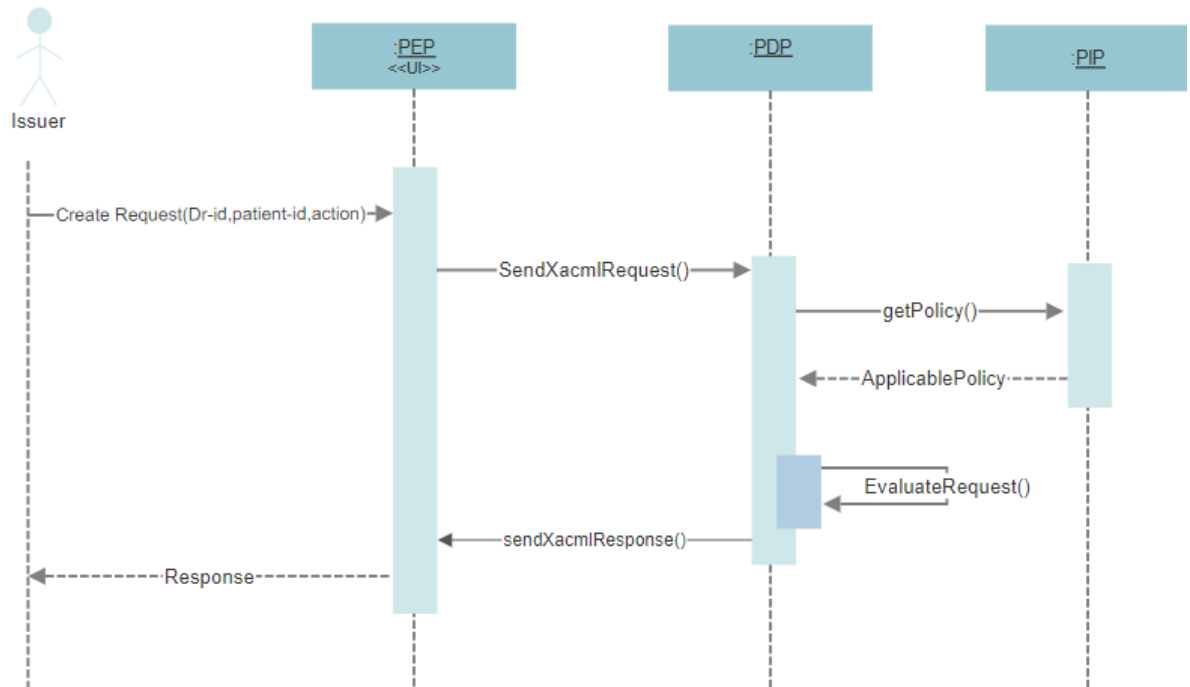 :PEP
<<UI>>
:PDP
:PIP
Issuer
Create Request(Dr-id,patient-id,action)
SendXacmlRequest()
getPolicy()
ApplicablePolicy
EvaluateRequest()
sendXacmlResponse()
Response